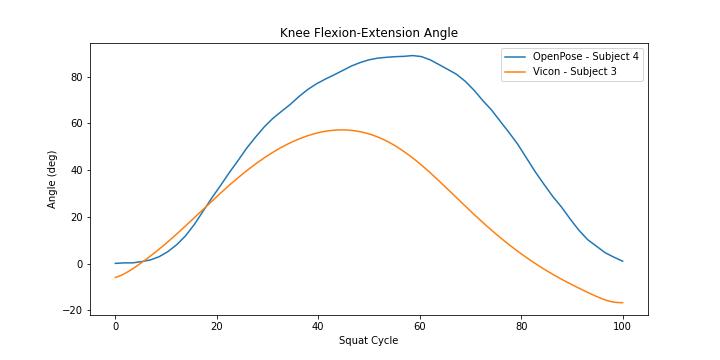 Knee Flexion-Extension Angle
OpenPose - Subject 4
Vicon - Subject 3
Angle (deg)
80
60
40
20
0
−20
0 20 40 60 80 100
Squat Cycle